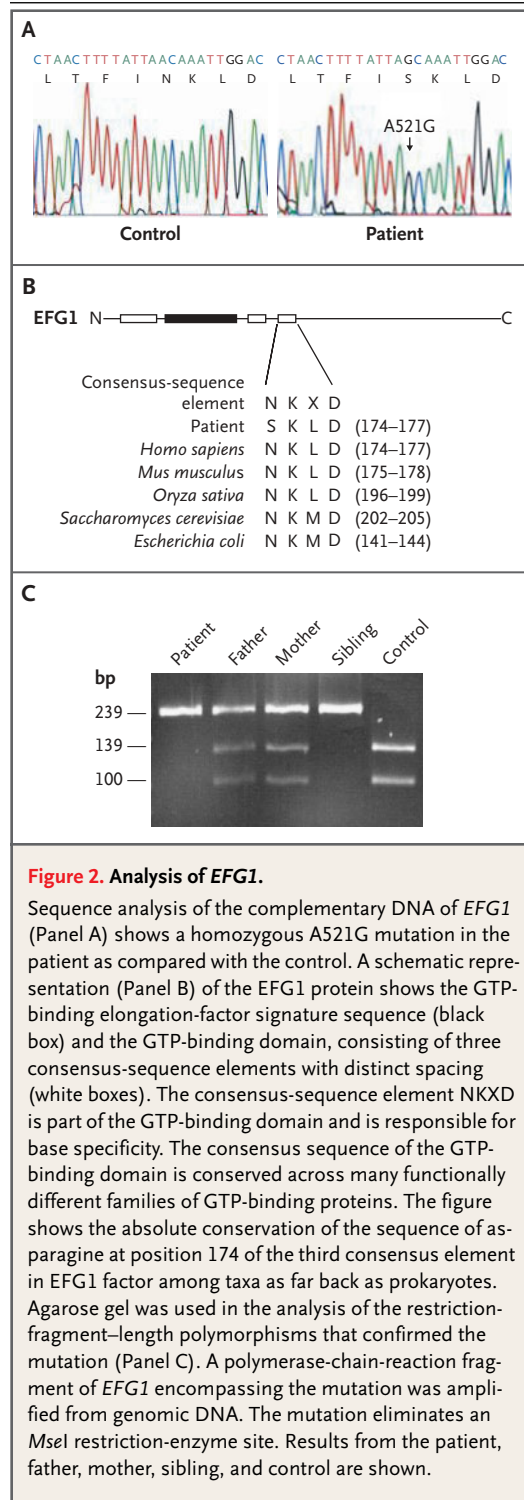 A
CTAACTTTTATTAACAAATTGGAC
CTAACTTTTATTAGCAAATTGGAC
L T F I N K L D
L T F I S K L D
A521G
Control
Patient
B
EFG1 N C
Consensus-sequence
element N K X D
Patient S K L D (174–177)
Homo sapiens N K L D (174–177)
Mus musculus N K L D (175–178)
Oryza sativa N K L D (196–199)
Saccharomyces cerevisiae N K M D (202–205)
Escherichia coli N K M D (141–144)
C
Patient Father Mother Sibling Control
bp
239
139
100
Figure 2. Analysis of EFG1.
Sequence analysis of the complementary DNA of EFG1
(Panel A) shows a homozygous A521G mutation in the
patient as compared with the control. A schematic repre-
sentation (Panel B) of the EFG1 protein shows the GTP-
binding elongation-factor signature sequence (black
box) and the GTP-binding domain, consisting of three
consensus-sequence elements with distinct spacing
(white boxes). The consensus-sequence element NKXD
is part of the GTP-binding domain and is responsible for
base specificity. The consensus sequence of the GTP-
binding domain is conserved across many functionally
different families of GTP-binding proteins. The figure
shows the absolute conservation of the sequence of as-
paragine at position 174 of the third consensus element
in EFG1 factor among taxa as far back as prokaryotes.
Agarose gel was used in the analysis of the restriction-
fragment–length polymorphisms that confirmed the
mutation (Panel C). A polymerase-chain-reaction frag-
ment of EFG1 encompassing the mutation was ampli-
fied from genomic DNA. The mutation eliminates an
MseI restriction-enzyme site. Results from the patient,
father, mother, sibling, and control are shown.